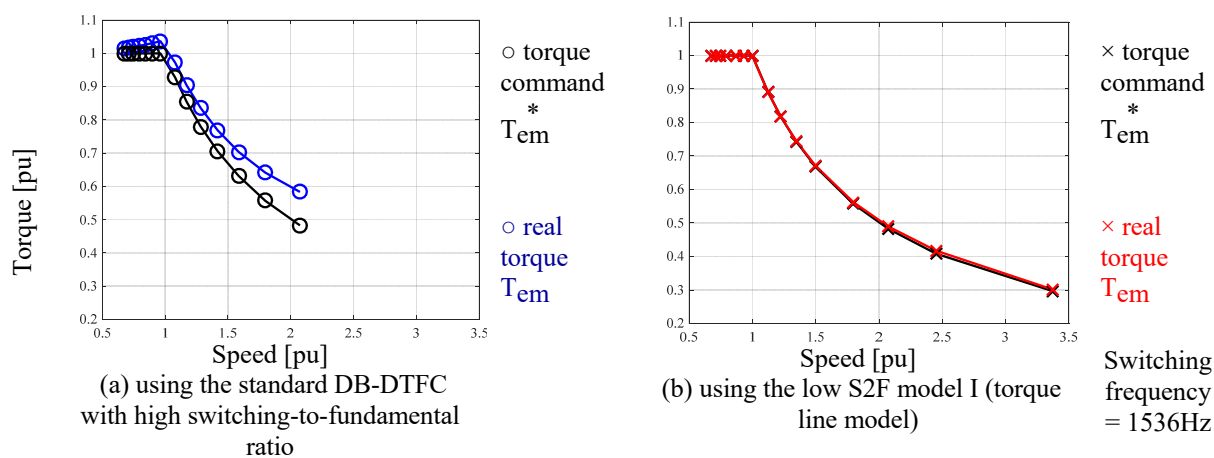 1.1
1
0.9
0.8
0.7
0.6
0.5
0.4
0.3
0.2
0.5
1
1.5
2
2.5
3
3.5
Torque [pu]
Speed [pu]
(a) using the standard DB-DTFC
with high switching-to-fundamental
ratio
○ torque
command
*
Tem
○ real
torque
Tem
1.1
1
0.9
0.8
0.7
0.6
0.5
0.4
0.3
0.2
0.5
1
1.5
2
2.5
3
3.5
Speed [pu]
(b) using the low S2F model I (torque
line model)
× torque
command
*
Tem
× real
torque
Tem
Switching
frequency
= 1536Hz